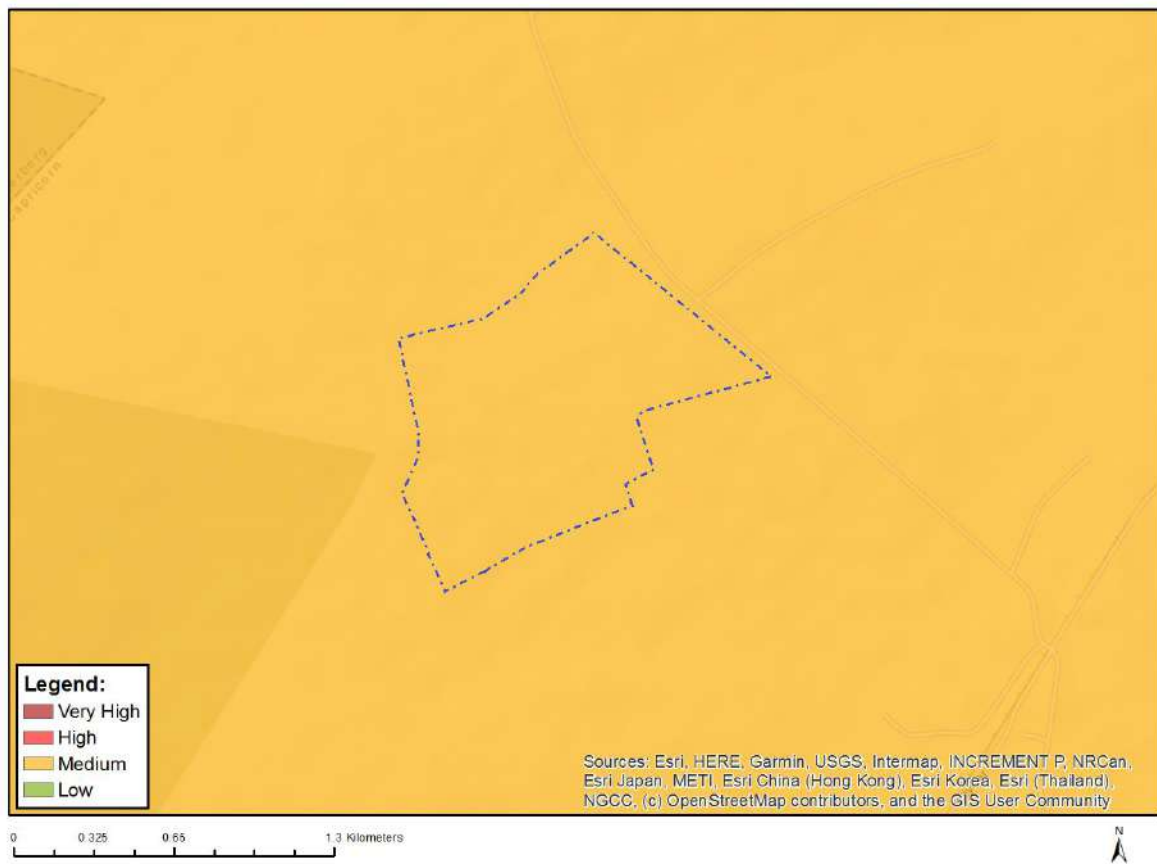 Capricorn
Legend:
Very High
High
Medium
Low
Sources: Esri, HERE, Garmin, USGS, Intermap, INCREMENT P, NRCan,
Esri Japan, METI, Esri China (Hong Kong), Esri Korea, Esri (Thailand),
NGCC, (c) OpenStreetMap contributors, and the GIS User Community
0 0.325 0.65 1.3 Kilometers
N